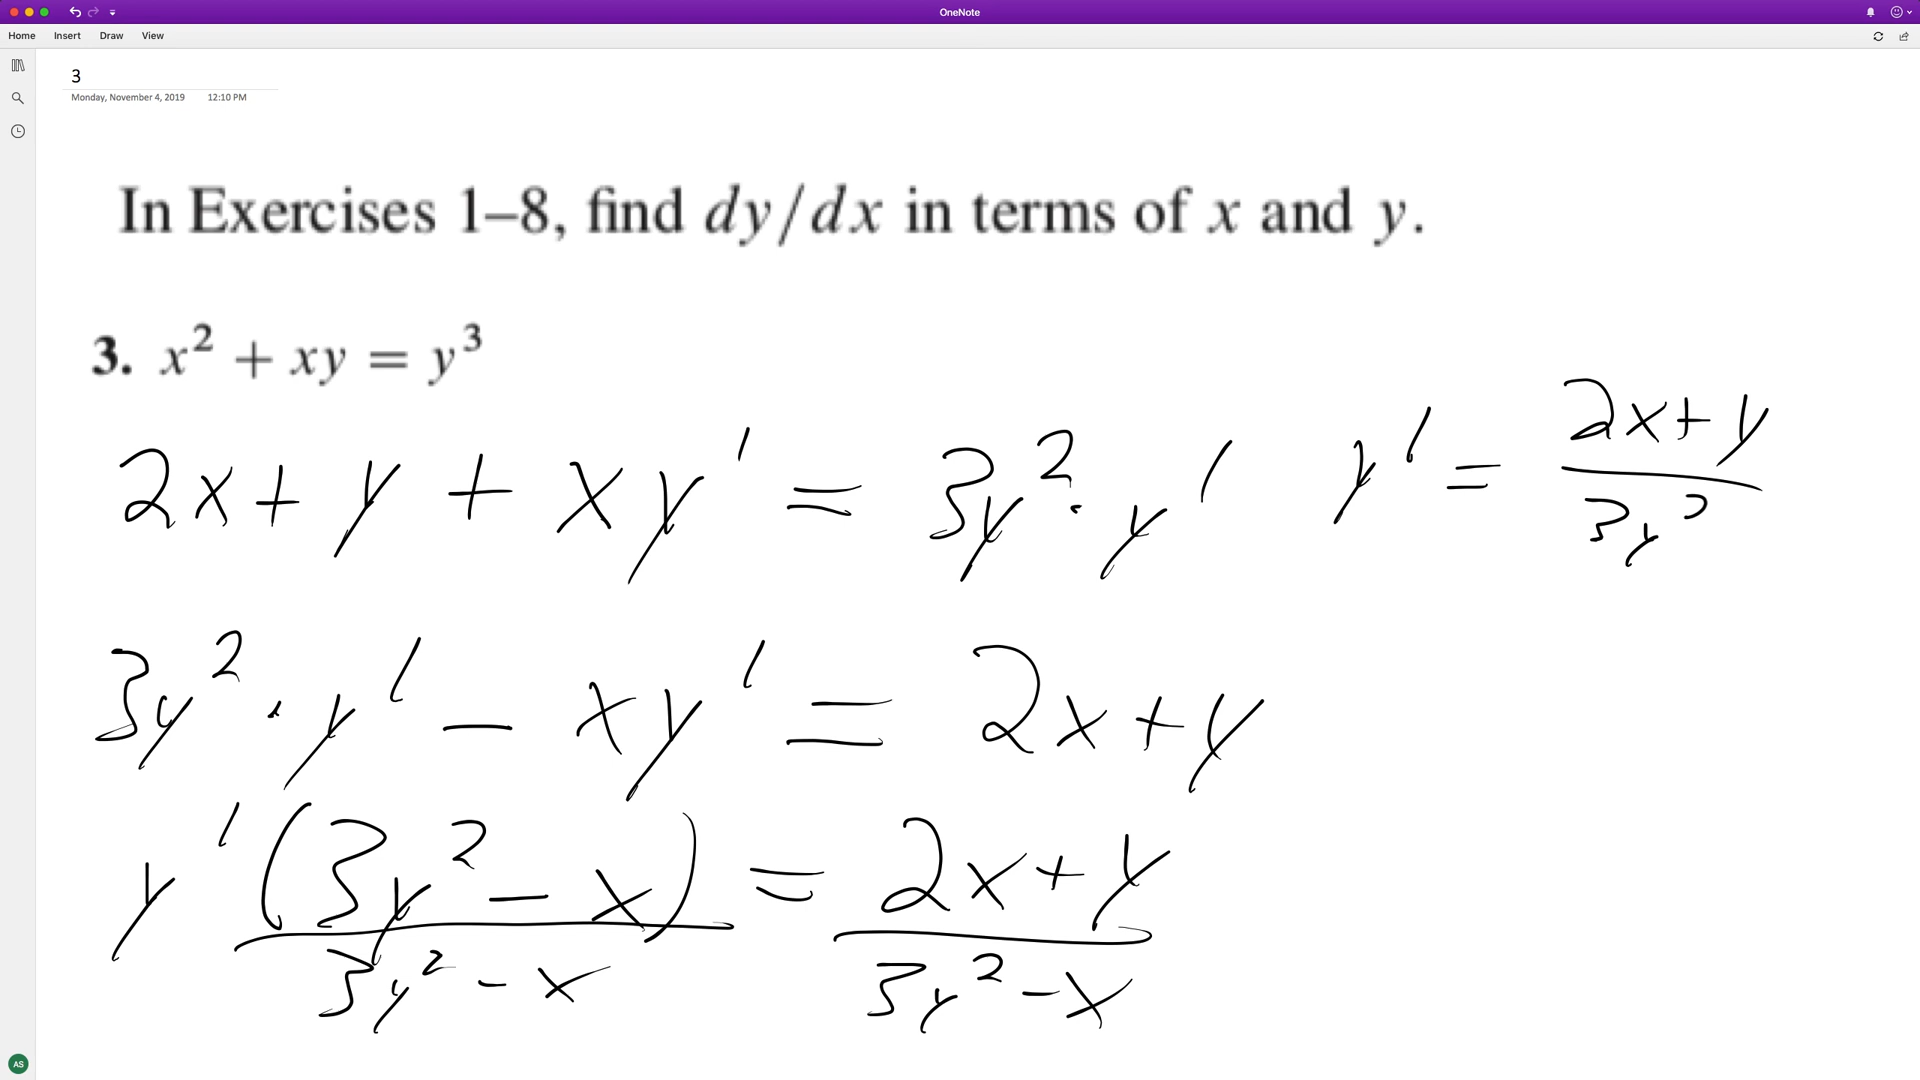 OneNote
Home Insert Draw View
3
Monday, November 4, 2019 12:10 PM
In Exercises 1–8, find dy/dx in terms of x and y.
3. x² + xy = y³
2x + y + xy' = 3y² · y'
y' = (2x + y)/(3y²
3y² · y' − xy' = 2x + y
y'(3y² − x)/(3y² − x) = (2x + y)/(3y² − x)
AS